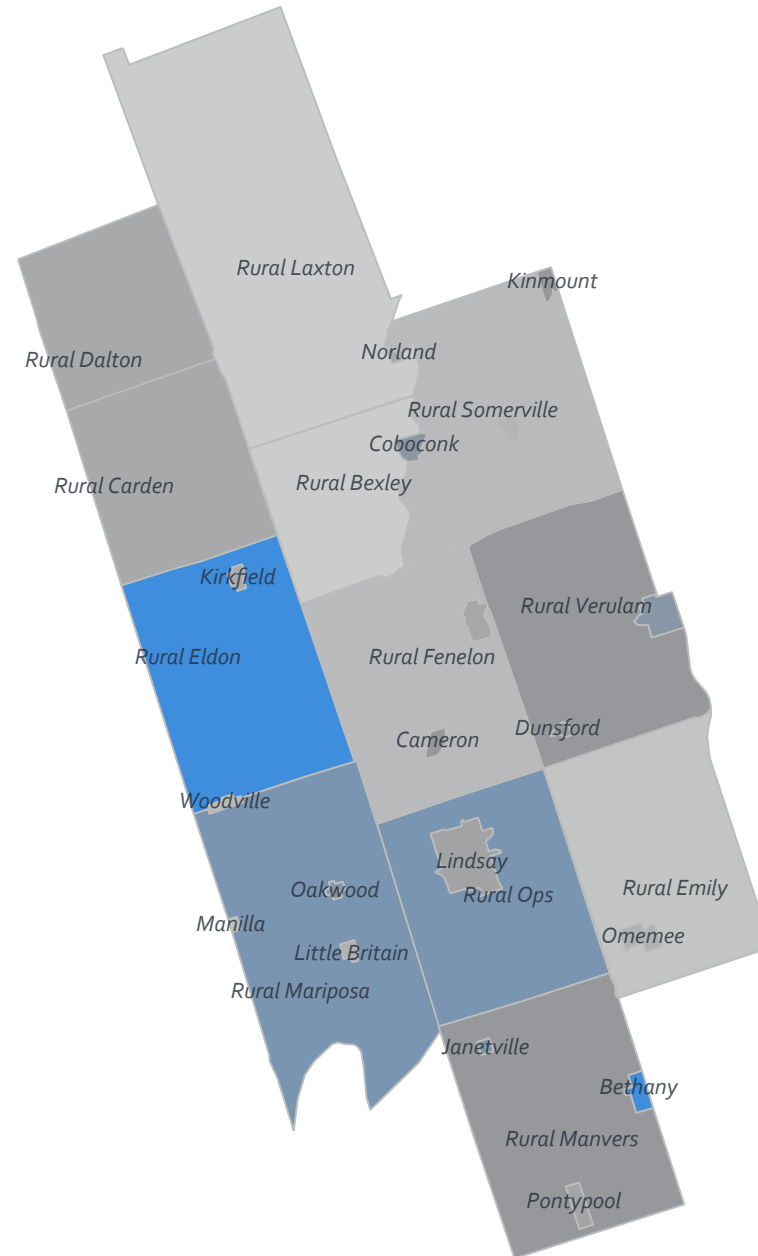 Rural Laxton
Kinmount
Norland
Rural Dalton
Rural Somerville
Coboconk
Rural Bexley
Rural Carden
Kirkfield
Rural Verulam
Rural Eldon
Rural Fenelon
Dunsford
Cameron
Woodville
Lindsay
Rural Emily
Oakwood
Rural Ops
Manilla
Omemee
Little Britain
Rural Mariposa
Janetville
Bethany
Rural Manvers
Pontypool